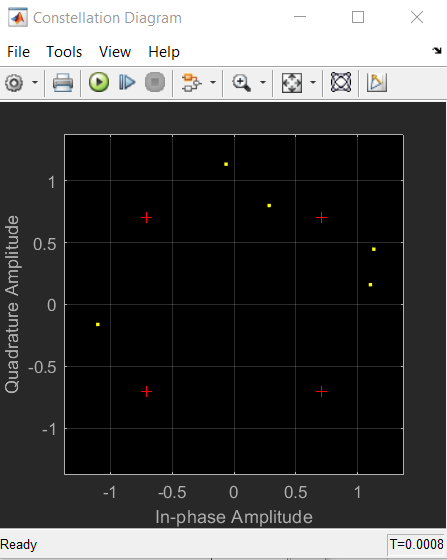 Constellation Diagram
File Tools View Help
Quadrature Amplitude
1
0.5
0
-0.5
-1
-1 -0.5 0 0.5 1
In-phase Amplitude
Ready T=0.0008